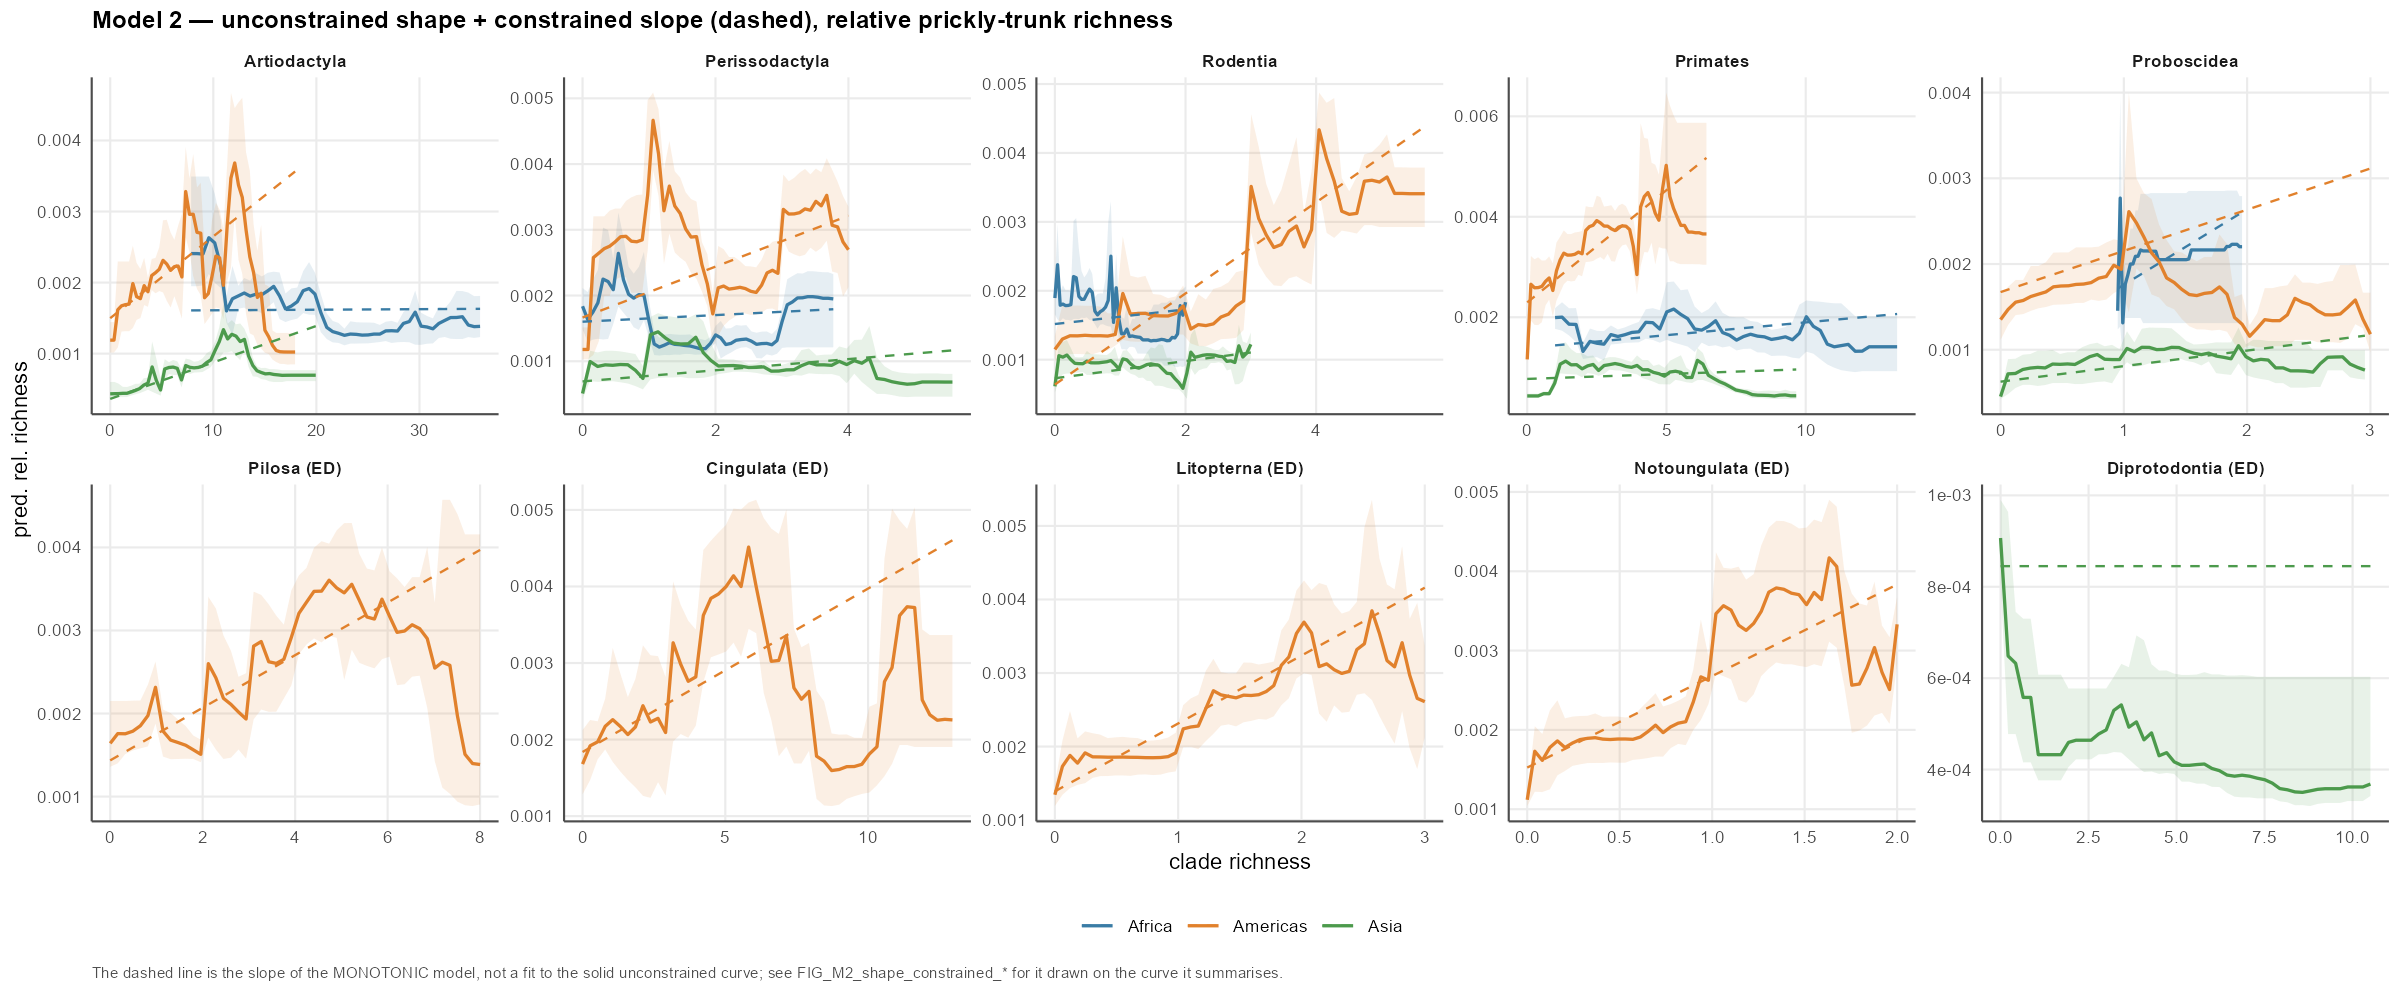 Model 2 — unconstrained shape + constrained slope (dashed), relative prickly-trunk richness
Artiodactyla
0.004
0.003
0.002
0.001
0 10 20 30
Perissodactyla
0.005
0.004
0.003
0.002
0.001
0 2 4
Rodentia
0.005
0.004
0.003
0.002
0.001
0 2 4
Primates
0.006
0.004
0.002
0 5 10
Proboscidea
0.004
0.003
0.002
0.001
0 1 2 3
pred. rel. richness
Pilosa (ED)
0.004
0.003
0.002
0.001
0 2 4 6 8
Cingulata (ED)
0.005
0.004
0.003
0.002
0.001
0 5 10
Litopterna (ED)
0.005
0.004
0.003
0.002
0.001
0 1 2 3
Notoungulata (ED)
0.005
0.004
0.003
0.002
0.001
0.0 0.5 1.0 1.5 2.0
Diprotodontia (ED)
1e-03
8e-04
6e-04
4e-04
0.0 2.5 5.0 7.5 10.0
clade richness
Africa Americas Asia
The dashed line is the slope of the MONOTONIC model, not a fit to the solid unconstrained curve; see FIG_M2_shape_constrained_* for it drawn on the curve it summarises.